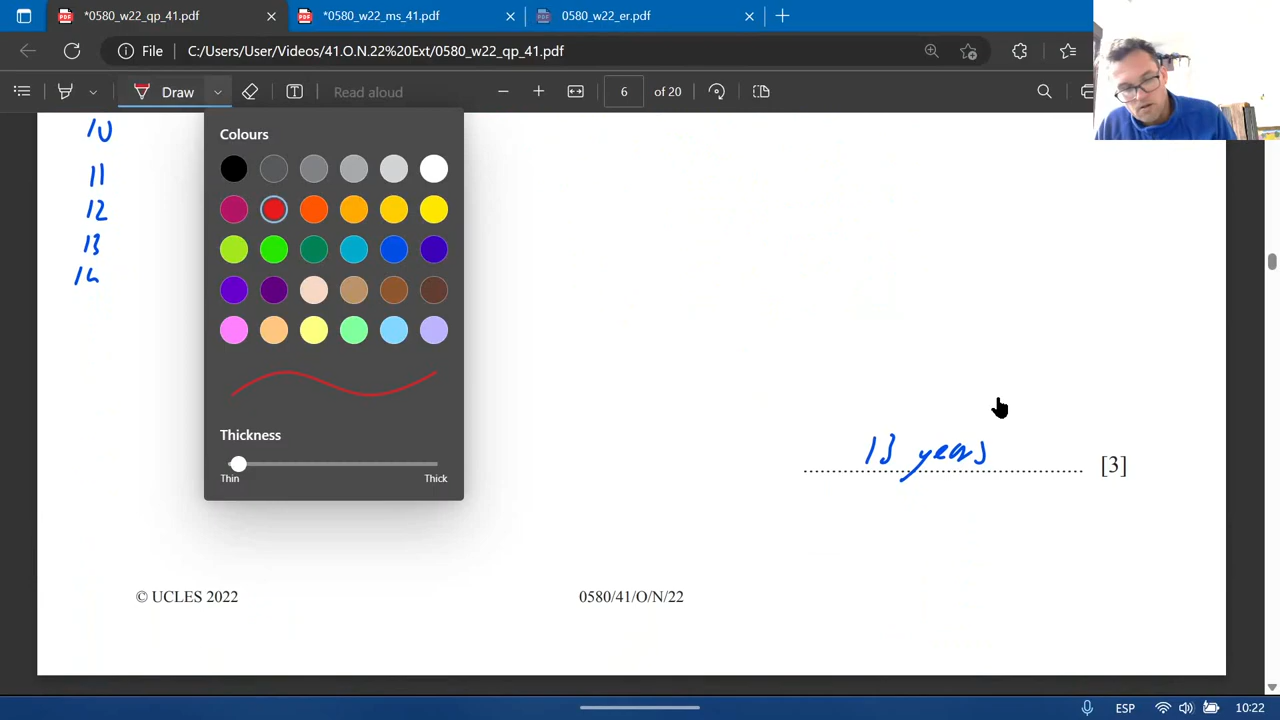 *0580_w22_qp_41.pdf
*0580_w22_ms_41.pdf
0580_w22_er.pdf
File
C:/Users/User/Videos/41.O.N.22%20Ext/0580_w22_qp_41.pdf
Draw
Read aloud
6 of 20
10
11
12
13
14
Colours
Thickness
Thin
Thick
13 years
[3]
© UCLES 2022
0580/41/O/N/22
ESP
10:22